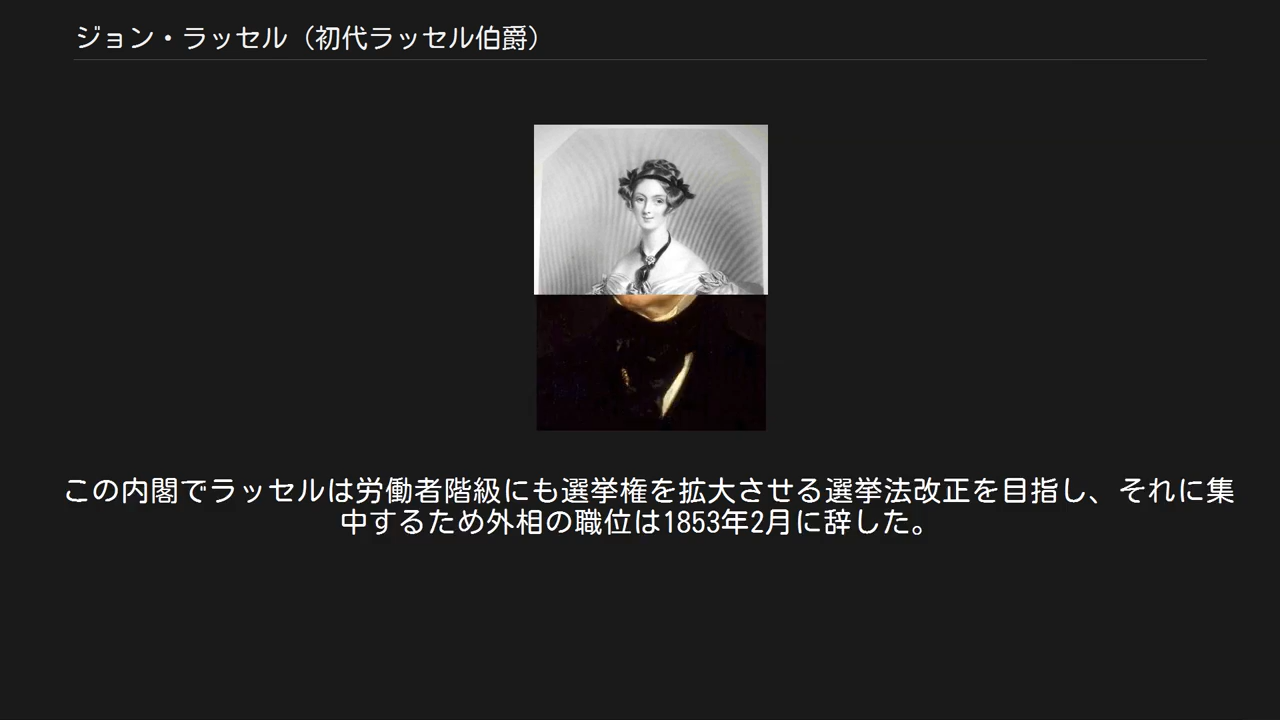 ジョン・ラッセル（初代ラッセル伯爵）
この内閣でラッセルは労働者階級にも選挙権を拡大させる選挙法改正を目指し、それに集
中するため外相の職位は1853年2月に辞した。